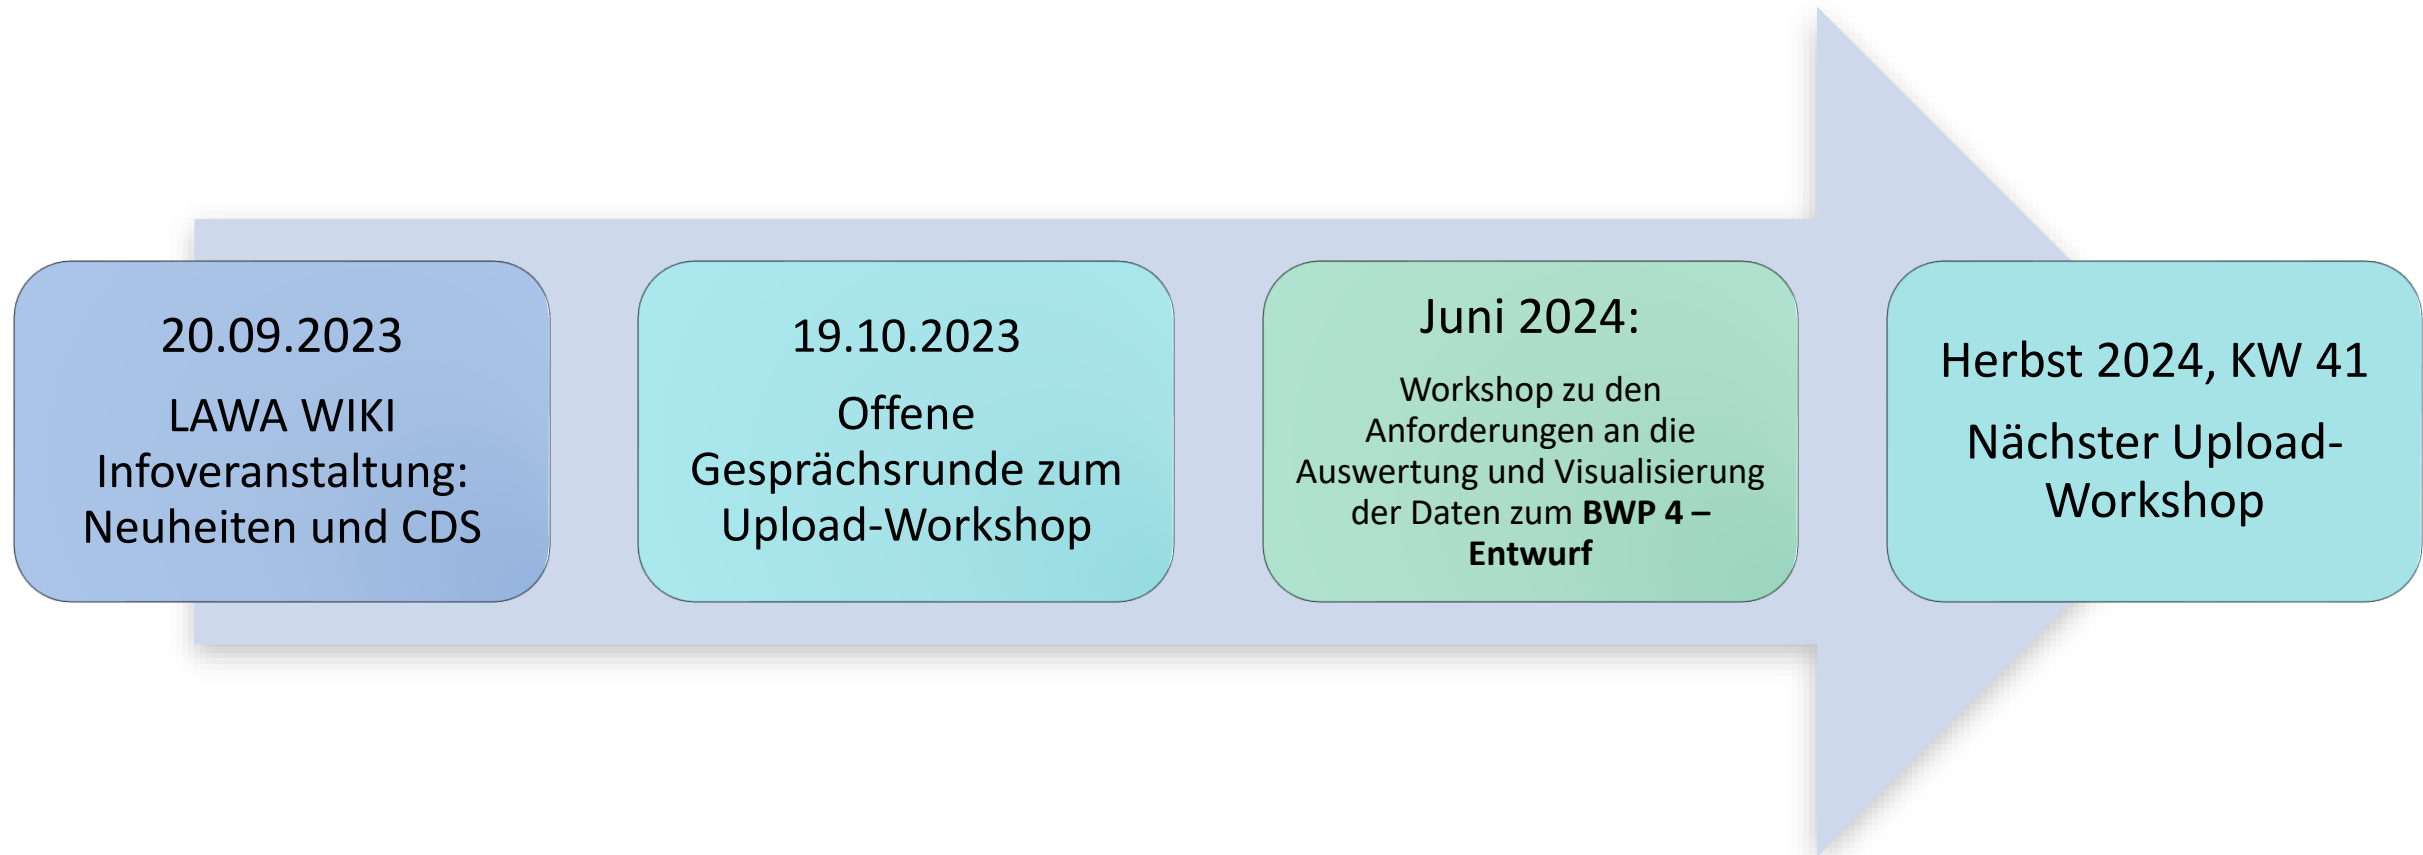 20.09.2023
LAWA WIKI
Infoveranstaltung:
Neuheiten und CDS
19.10.2023
Offene
Gesprächsrunde zum
Upload-Workshop
Juni 2024:
Workshop zu den
Anforderungen an die
Auswertung und Visualisierung
der Daten zum BWP 4 –
Entwurf
Herbst 2024, KW 41
Nächster Upload-
Workshop